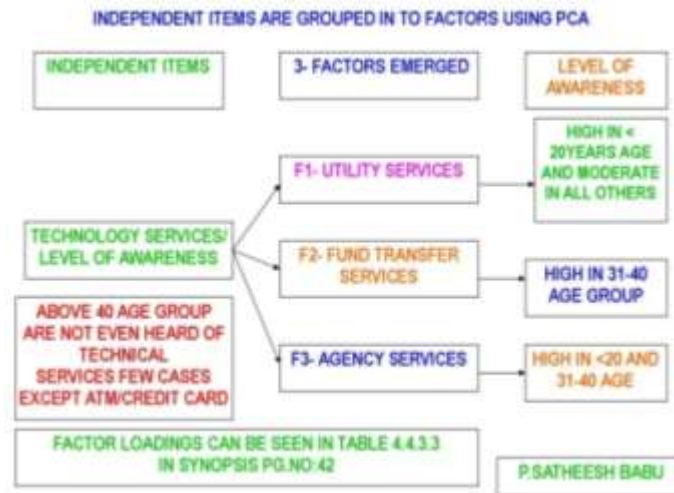 INDEPENDENT ITEMS ARE GROUPED IN TO FACTORS USING PCA
INDEPENDENT ITEMS
3- FACTORS EMERGED
LEVEL OF
AWARENESS
F1- UTILITY SERVICES
HIGH IN <
20YEARS AGE
AND MODERATE
IN ALL OTHERS
TECHNOLOGY SERVICES/
LEVEL OF AWARENESS
F2- FUND TRANSFER
SERVICES
HIGH IN 31-40
AGE GROUP
ABOVE 40 AGE GROUP
ARE NOT EVEN HEARD OF
TECHNICAL
SERVICES FEW CASES
EXCEPT ATM/CREDIT CARD
F3- AGENCY SERVICES
HIGH IN <20 AND
31-40 AGE
FACTOR LOADINGS CAN BE SEEN IN TABLE 4.4.3.3
IN SYNOPSIS PG.NO:42
P.SATHEESH BABU